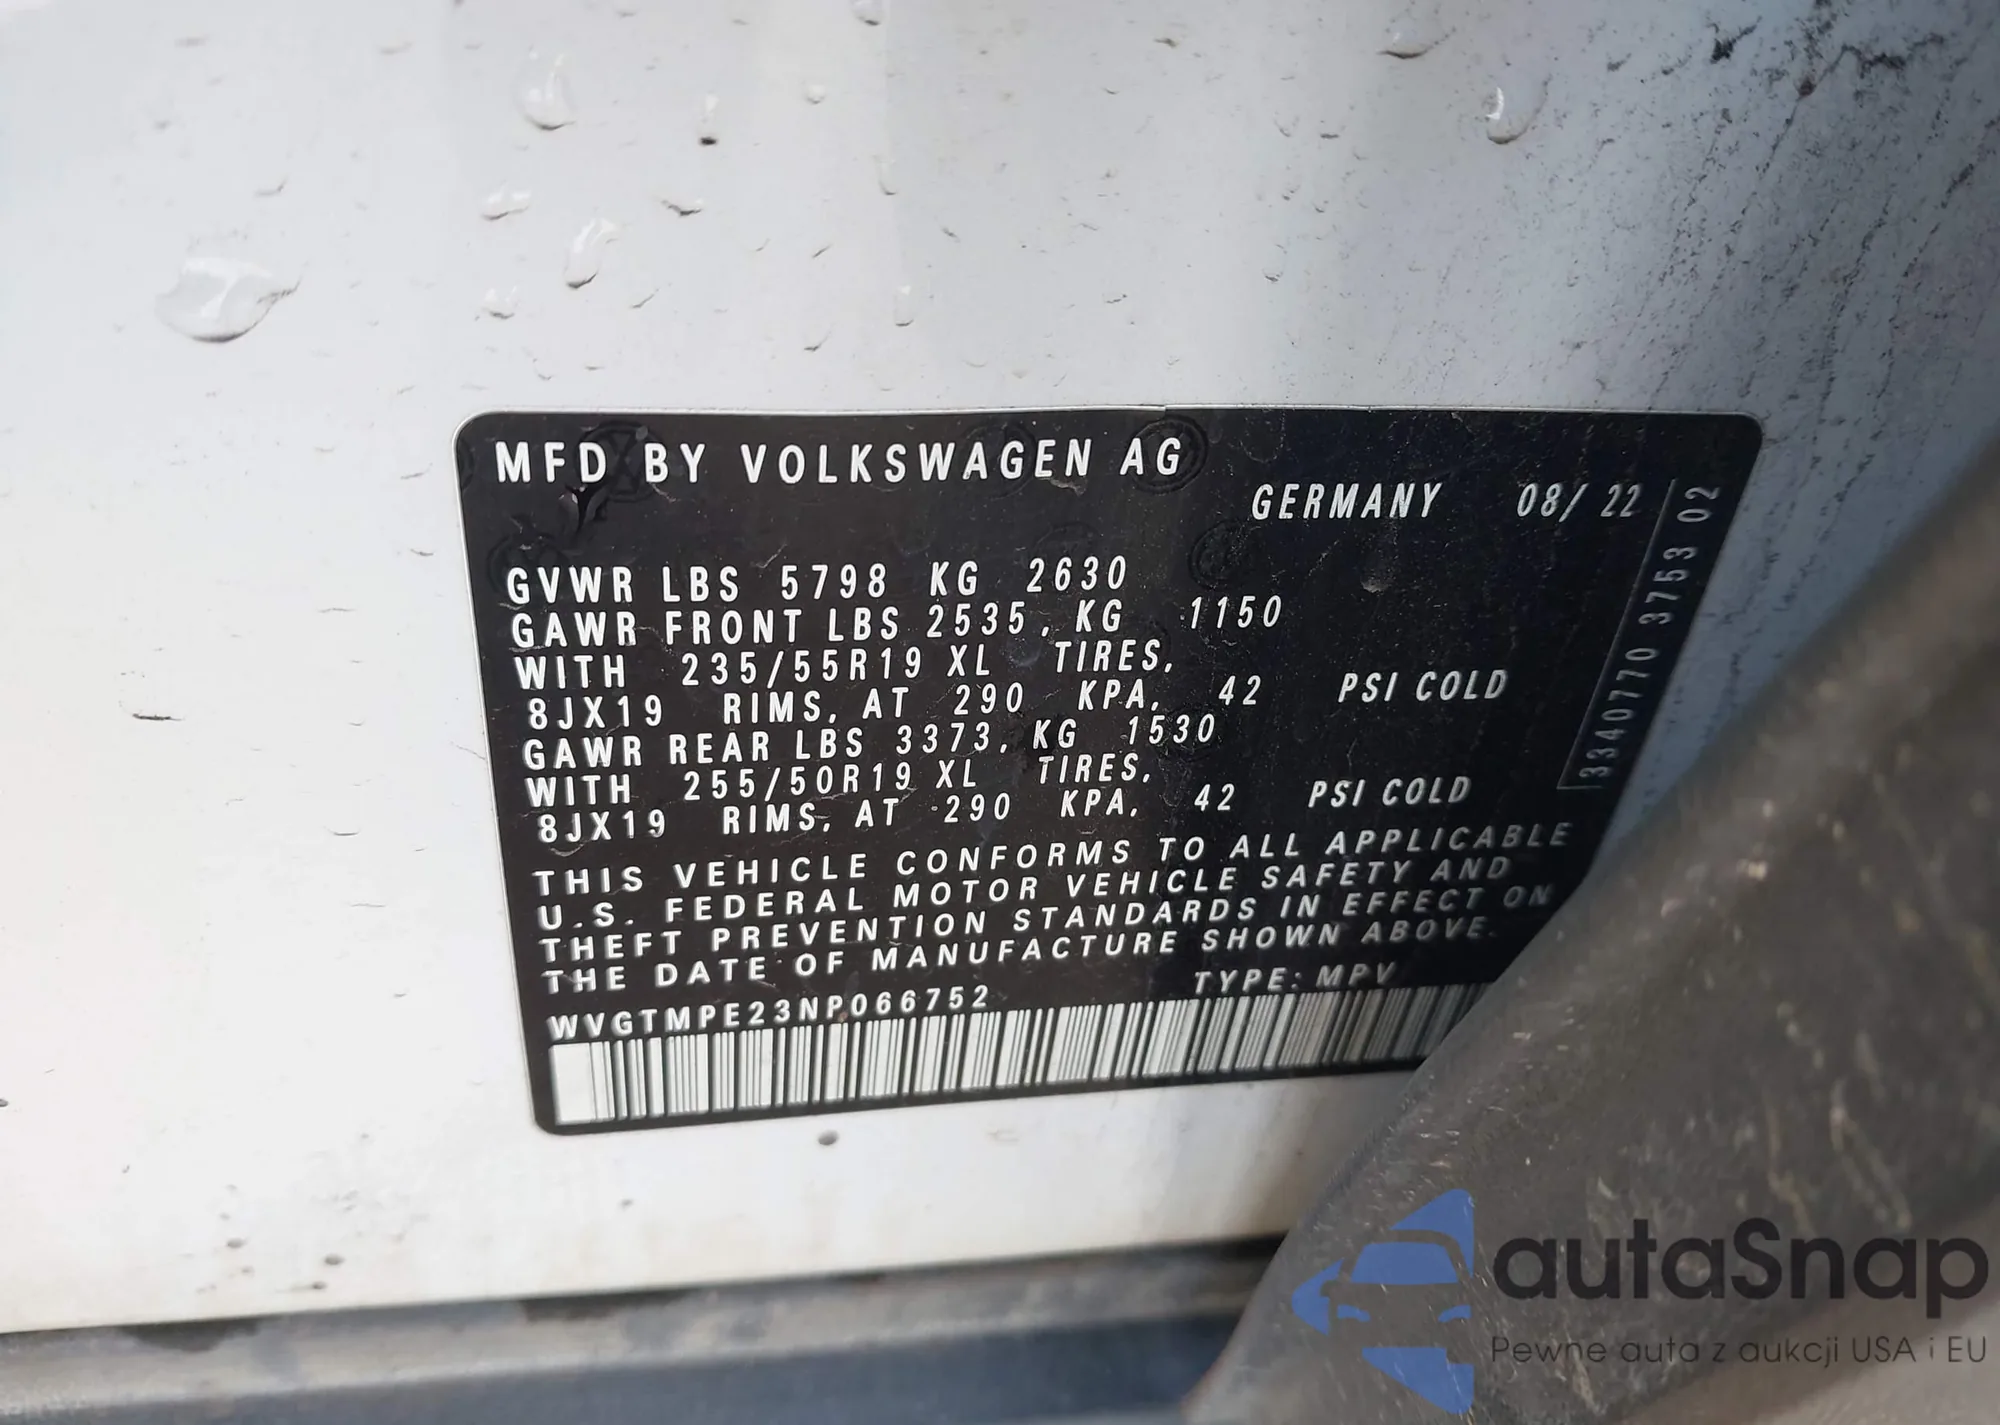 MFD BY VOLKSWAGEN AG
GERMANY 08/ 22
GVWR LBS 5798 KG 2630
GAWR FRONT LBS 2535, KG 1150
WITH 235/55R19 XL TIRES,
8JX19 RIMS, AT 290 KPA, 42 PSI COLD
GAWR REAR LBS 3373, KG 1530
WITH 255/50R19 XL TIRES,
8JX19 RIMS, AT 290 KPA, 42 PSI COLD
THIS VEHICLE CONFORMS TO ALL APPLICABLE
U.S. FEDERAL MOTOR VEHICLE SAFETY AND
THEFT PREVENTION STANDARDS IN EFFECT ON
THE DATE OF MANUFACTURE SHOWN ABOVE.
WVGTMPE23NP066752 TYPE: MPV
3340770 3753 02
autaSnap
Pewne auta z aukcji USA i EU